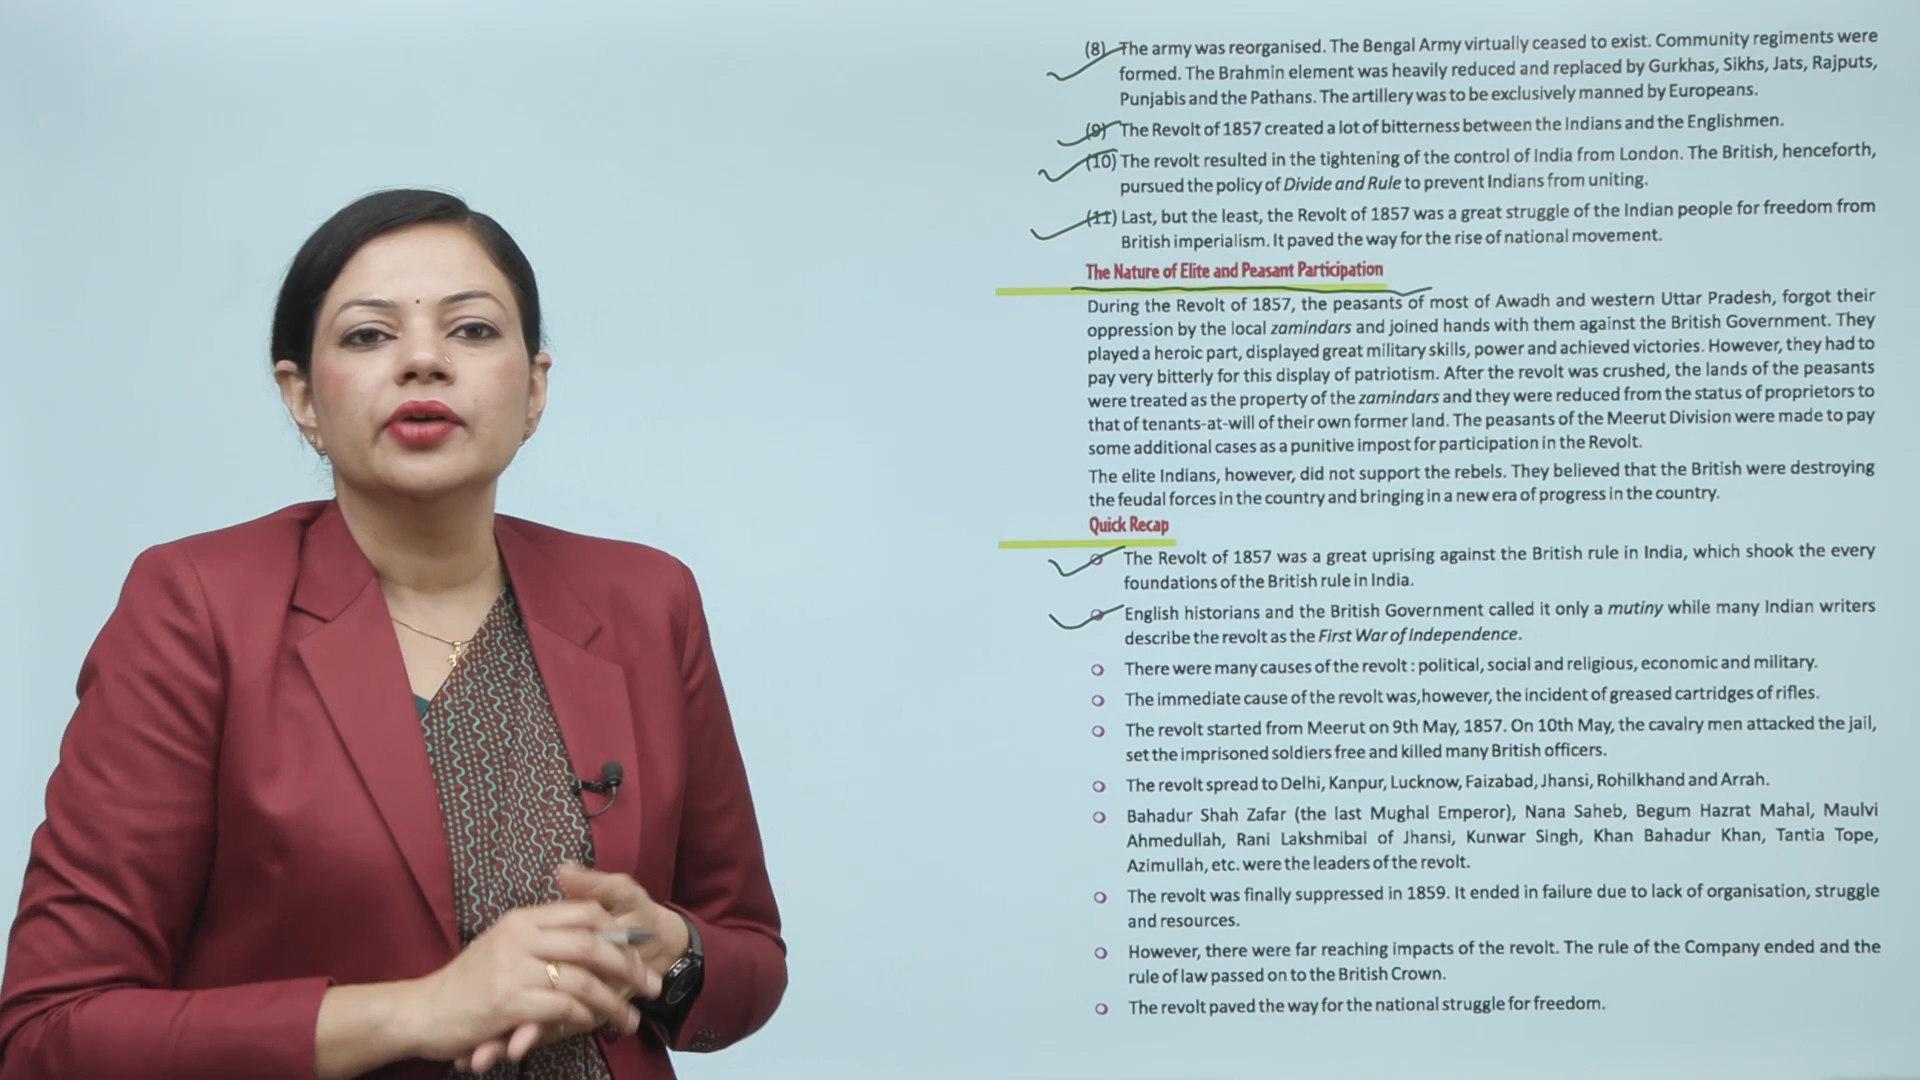 (8) The army was reorganised. The Bengal Army virtually ceased to exist. Community regiments were
formed. The Brahmin element was heavily reduced and replaced by Gurkhas, Sikhs, Jats, Rajputs,
Punjabis and the Pathans. The artillery was to be exclusively manned by Europeans.
(9) The Revolt of 1857 created a lot of bitterness between the Indians and the Englishmen.
(10) The revolt resulted in the tightening of the control of India from London. The British, henceforth,
pursued the policy of Divide and Rule to prevent Indians from uniting.
(11) Last, but the least, the Revolt of 1857 was a great struggle of the Indian people for freedom from
British imperialism. It paved the way for the rise of national movement.
The Nature of Elite and Peasant Participation
During the Revolt of 1857, the peasants of most of Awadh and western Uttar Pradesh, forgot their
oppression by the local zamindars and joined hands with them against the British Government. They
played a heroic part, displayed great military skills, power and achieved victories. However, they had to
pay very bitterly for this display of patriotism. After the revolt was crushed, the lands of the peasants
were treated as the property of the zamindars and they were reduced from the status of proprietors to
that of tenants-at-will of their own former land. The peasants of the Meerut Division were made to pay
some additional cases as a punitive impost for participation in the Revolt.
The elite Indians, however, did not support the rebels. They believed that the British were destroying
the feudal forces in the country and bringing in a new era of progress in the country.
Quick Recap
The Revolt of 1857 was a great uprising against the British rule in India, which shook the every
foundations of the British rule in India.
English historians and the British Government called it only a mutiny while many Indian writers
describe the revolt as the First War of Independence.
There were many causes of the revolt : political, social and religious, economic and military.
The immediate cause of the revolt was,however, the incident of greased cartridges of rifles.
The revolt started from Meerut on 9th May, 1857. On 10th May, the cavalry men attacked the jail,
set the imprisoned soldiers free and killed many British officers.
The revolt spread to Delhi, Kanpur, Lucknow, Faizabad, Jhansi, Rohilkhand and Arrah.
Bahadur Shah Zafar (the last Mughal Emperor), Nana Saheb, Begum Hazrat Mahal, Maulvi
Ahmedullah, Rani Lakshmibai of Jhansi, Kunwar Singh, Khan Bahadur Khan, Tantia Tope,
Azimullah, etc. were the leaders of the revolt.
The revolt was finally suppressed in 1859. It ended in failure due to lack of organisation, struggle
and resources.
However, there were far reaching impacts of the revolt. The rule of the Company ended and the
rule of law passed on to the British Crown.
The revolt paved the way for the national struggle for freedom.